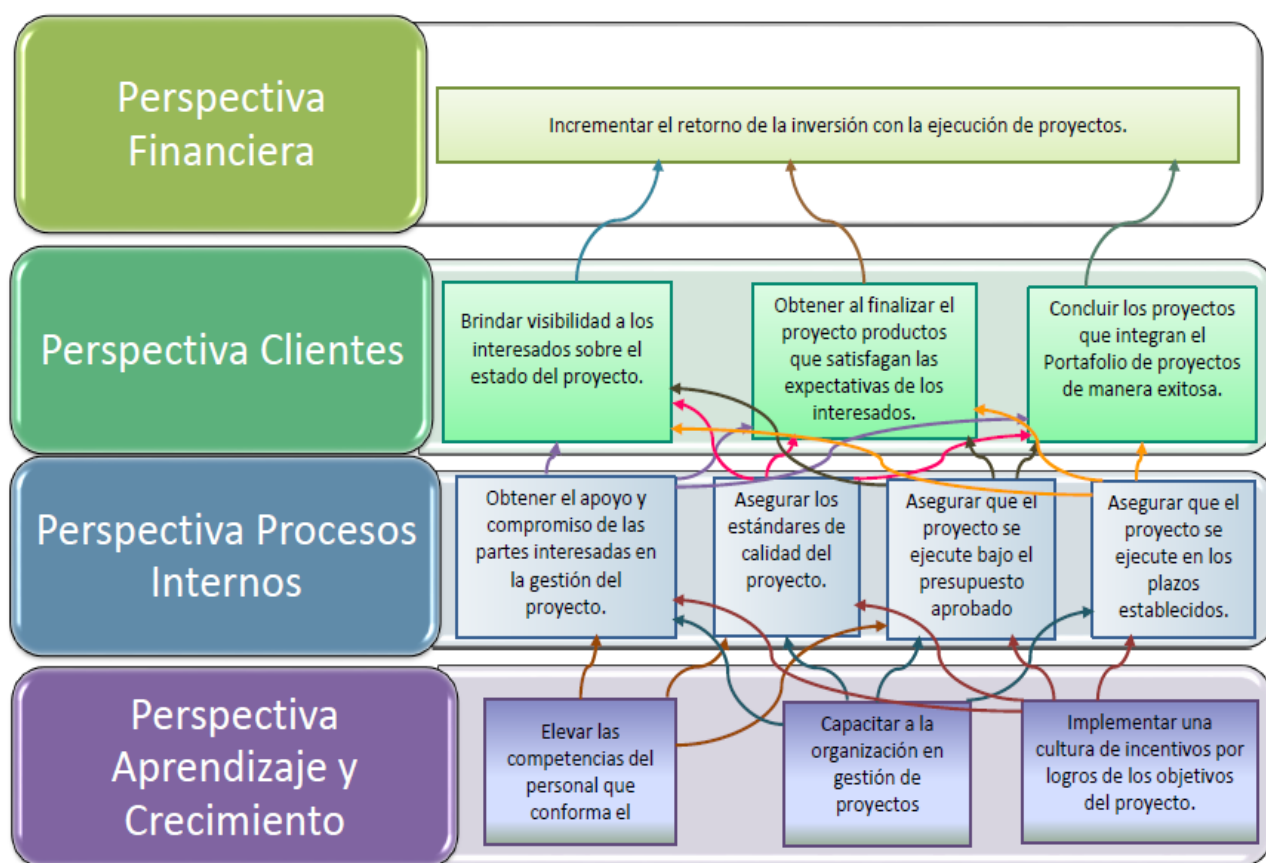 Perspectiva
Financiera
Incrementar el retorno de la inversión con la ejecución de proyectos.
Perspectiva Clientes
Brindar visibilidad a los
interesados sobre el
estado del proyecto.
Obtener al finalizar el
proyecto productos
que satisfagan las
expectativas de los
interesados.
Concluir los proyectos
que integran el
Portafolio de proyectos
de manera exitosa.
Perspectiva Procesos
Internos
Obtener el apoyo y
compromiso de las
partes interesadas en
la gestión del
proyecto.
Asegurar los
estándares de
calidad del
proyecto.
Asegurar que el
proyecto se
ejecute bajo el
presupuesto
aprobado
Asegurar que el
proyecto se
ejecute en los
plazos
establecidos.
Perspectiva
Aprendizaje y
Crecimiento
Elevar las
competencias del
personal que
conforma el
Capacitar a la
organización en
gestión de
proyectos
Implementar una
cultura de incentivos por
logros de los objetivos
del proyecto.